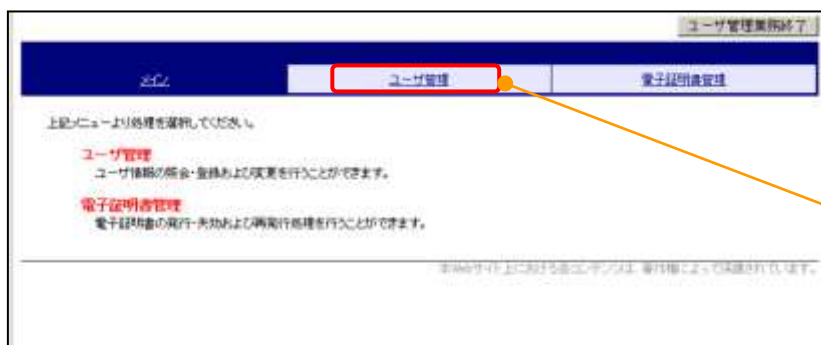 ユーザ管理業務終了
メイン
ユーザ管理
電子証明書管理
上記メニューより処理を選択してください。
ユーザ管理
ユーザ情報の照会・登録および変更を行うことができます。
電子証明書管理
電子証明書の発行・失効および再発行処理を行うことができます。
本Webサイト上における全コンテンツは、著作権によって保護されています。